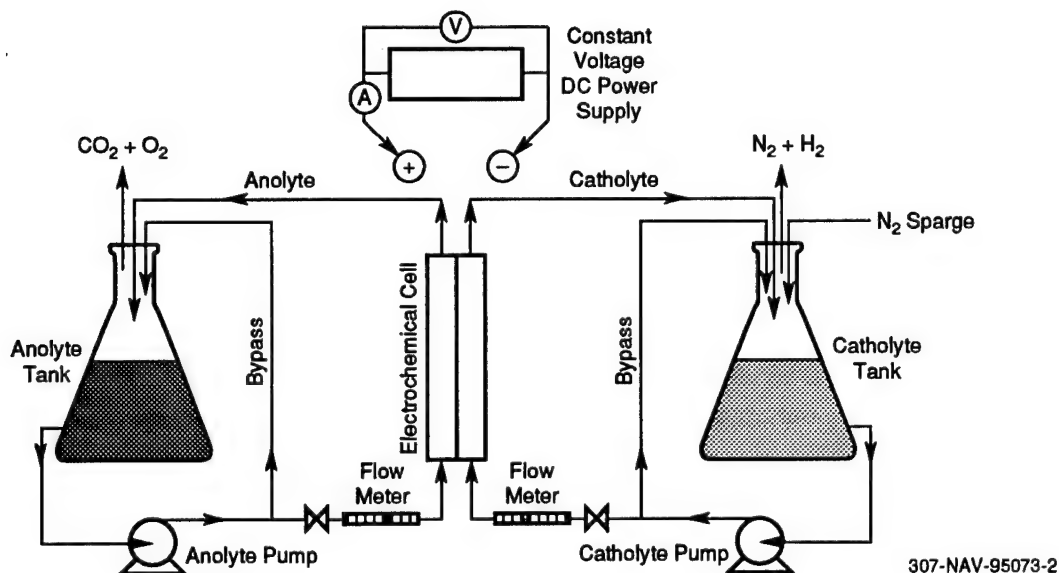 V
Constant
Voltage
DC Power
Supply
A
CO₂ + O₂
+
−
N₂ + H₂
Anolyte
Catholyte
N₂ Sparge
Electrochemical Cell
Anolyte
Tank
Bypass
Bypass
Catholyte
Tank
Flow
Meter
Flow
Meter
Anolyte Pump
Catholyte Pump
307-NAV-95073-2